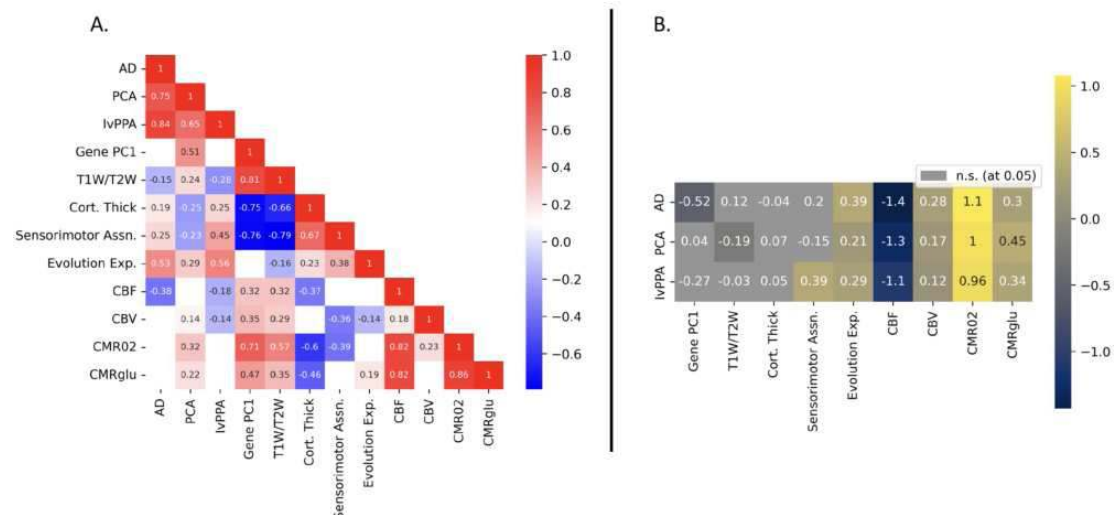 A.
AD
1
PCA
0.75 1
lvPPA
0.84 0.65 1
Gene PC1
0.51 1
T1W/T2W
-0.15 0.24 -0.28 0.81 1
Cort. Thick
0.19 -0.25 0.25 -0.75 -0.66 1
Sensorimotor Assn.
0.25 -0.23 0.45 -0.76 -0.79 0.67 1
Evolution Exp.
0.53 0.29 0.56 -0.16 0.23 0.38 1
CBF
-0.38 -0.18 0.32 0.32 -0.37 1
CBV
0.14 -0.14 0.35 0.29 -0.36 -0.14 0.18 1
CMR02
0.32 0.71 0.57 -0.6 -0.39 0.82 0.23 1
CMRglu
0.22 0.47 0.35 -0.46 0.19 0.82 0.86 1
AD
PCA
lvPPA
Gene PC1
T1W/T2W
Cort. Thick
Sensorimotor Assn.
Evolution Exp.
CBF
CBV
CMR02
CMRglu
1.0
0.8
0.6
0.4
0.2
0.0
-0.2
-0.4
-0.6
B.
n.s. (at 0.05)
AD
-0.52 0.12 -0.04 0.2 0.39 -1.4 0.28 1.1 0.3
PCA
0.04 -0.19 0.07 -0.15 0.21 -1.3 0.17 1 0.45
lvPPA
-0.27 -0.03 0.05 0.39 0.29 -1.1 0.12 0.96 0.34
Gene PC1
T1W/T2W
Cort. Thick
Sensorimotor Assn.
Evolution Exp.
CBF
CBV
CMR02
CMRglu
1.0
0.5
0.0
-0.5
-1.0